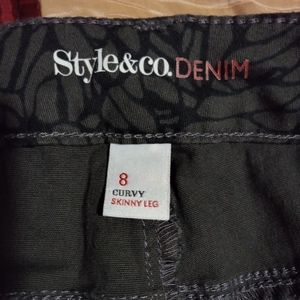 Style&co. DENIM
8
CURVY
SKINNY LEG